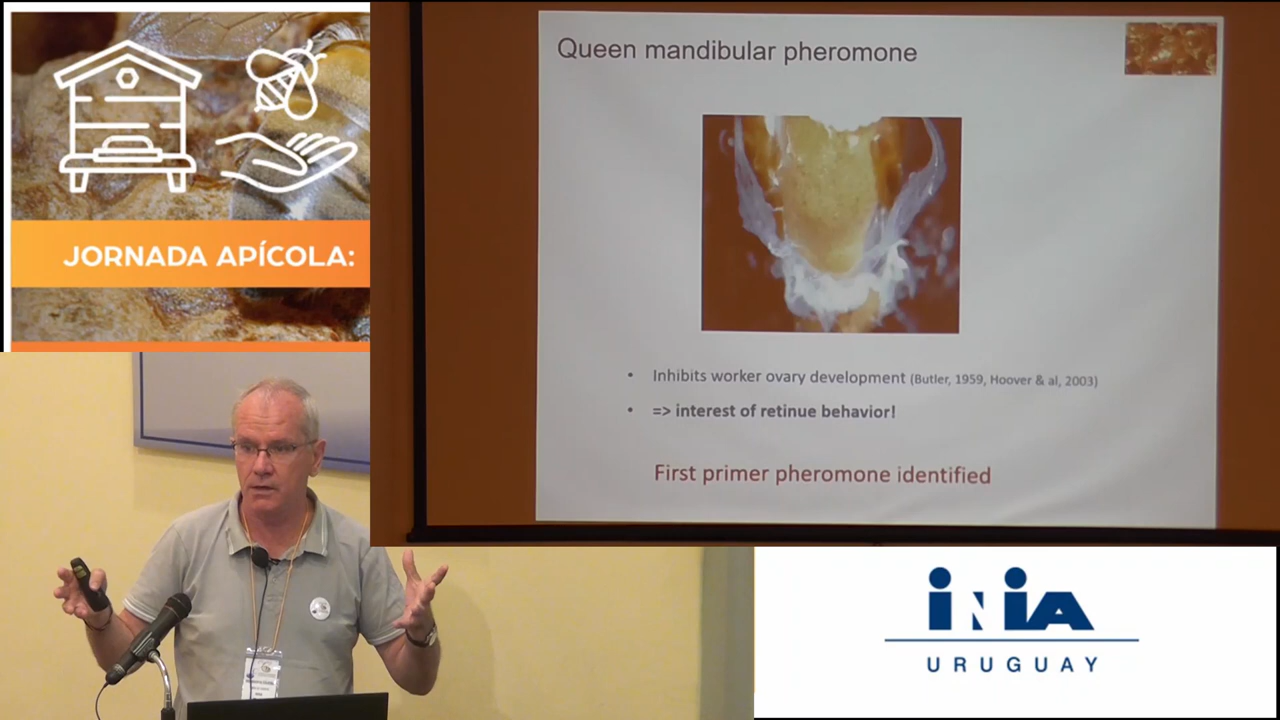 JORNADA APÍCOLA:
Queen mandibular pheromone
• Inhibits worker ovary development (Butler, 1959, Hoover & al, 2003)
• => interest of retinue behavior!
First primer pheromone identified
iNiA
URUGUAY